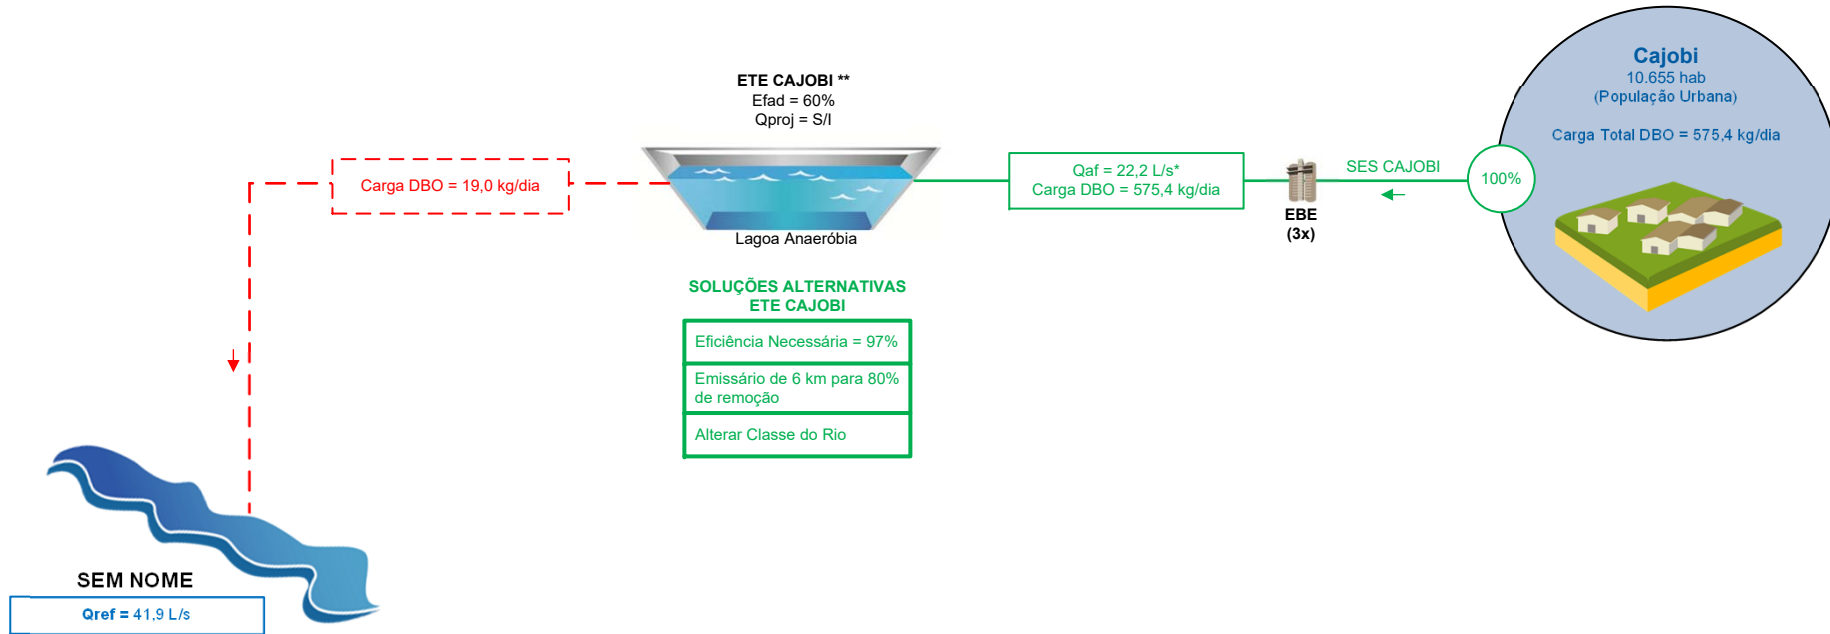 Cajobi
10.655 hab
(População Urbana)
Carga Total DBO = 575,4 kg/dia
100%
SES CAJOBI
EBE
(3x)
Qaf = 22,2 L/s*
Carga DBO = 575,4 kg/dia
ETE CAJOBI **
Efad = 60%
Qproj = S/I
Lagoa Anaeróbia
SOLUÇÕES ALTERNATIVAS
ETE CAJOBI
Eficiência Necessária = 97%
Emissário de 6 km para 80%
de remoção
Alterar Classe do Rio
Carga DBO = 19,0 kg/dia
SEM NOME
Qref = 41,9 L/s